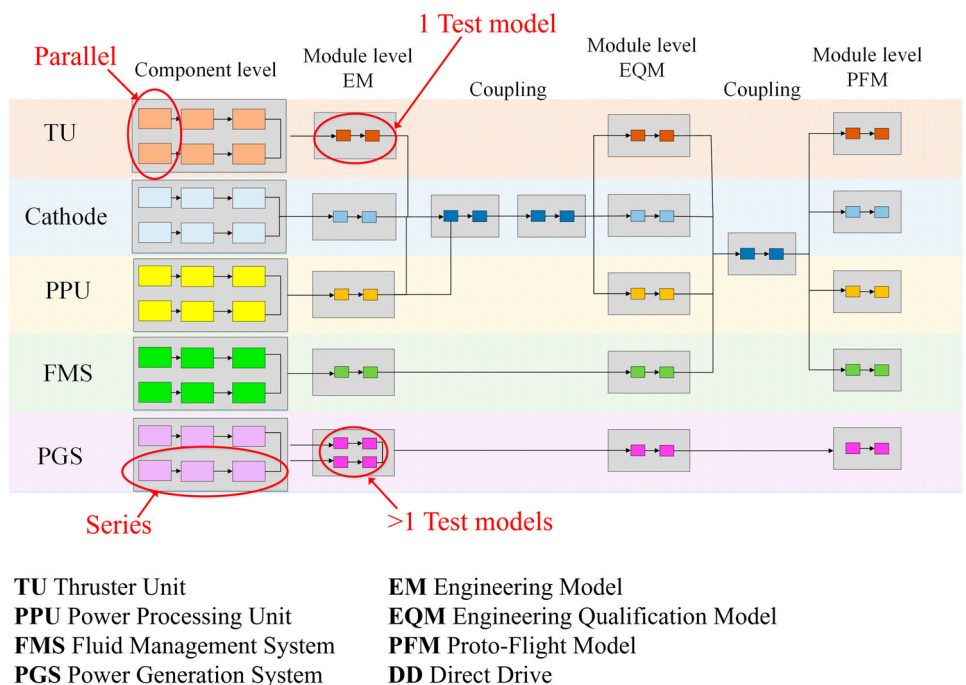 1 Test model
Parallel
Component level
Module level
EM
Coupling
Module level
EQM
Coupling
Module level
PFM
TU
Cathode
PPU
FMS
PGS
Series
>1 Test models
TU Thruster Unit
PPU Power Processing Unit
FMS Fluid Management System
PGS Power Generation System
EM Engineering Model
EQM Engineering Qualification Model
PFM Proto-Flight Model
DD Direct Drive